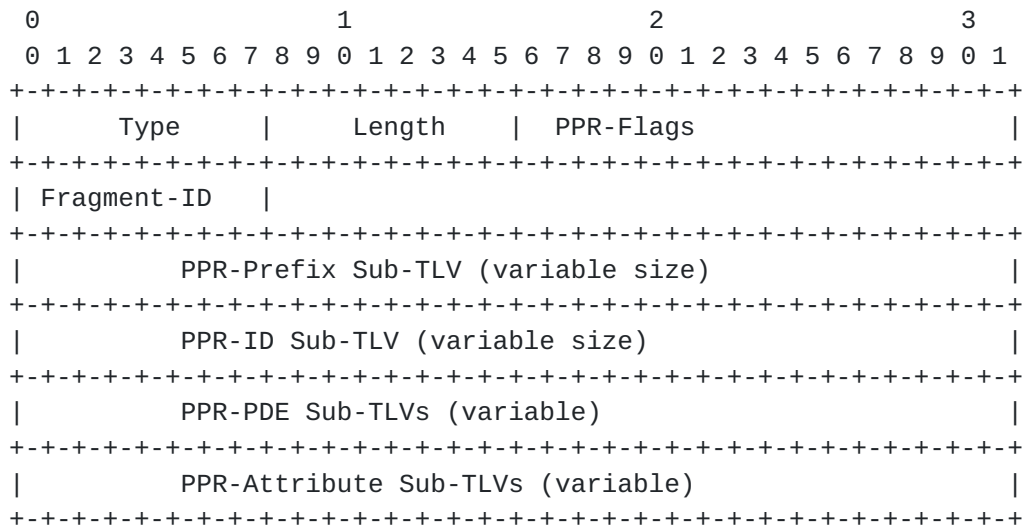 0                   1                   2                   3
 0 1 2 3 4 5 6 7 8 9 0 1 2 3 4 5 6 7 8 9 0 1 2 3 4 5 6 7 8 9 0 1
+-+-+-+-+-+-+-+-+-+-+-+-+-+-+-+-+-+-+-+-+-+-+-+-+-+-+-+-+-+-+-+-+
|      Type     |     Length    |  PPR-Flags                    |
+-+-+-+-+-+-+-+-+-+-+-+-+-+-+-+-+-+-+-+-+-+-+-+-+-+-+-+-+-+-+-+-+
| Fragment-ID   |
+-+-+-+-+-+-+-+-+-+-+-+-+-+-+-+-+-+-+-+-+-+-+-+-+-+-+-+-+-+-+-+-+
|          PPR-Prefix Sub-TLV (variable size)                   |
+-+-+-+-+-+-+-+-+-+-+-+-+-+-+-+-+-+-+-+-+-+-+-+-+-+-+-+-+-+-+-+-+
|          PPR-ID Sub-TLV (variable size)                       |
+-+-+-+-+-+-+-+-+-+-+-+-+-+-+-+-+-+-+-+-+-+-+-+-+-+-+-+-+-+-+-+-+
|          PPR-PDE Sub-TLVs (variable)                          |
+-+-+-+-+-+-+-+-+-+-+-+-+-+-+-+-+-+-+-+-+-+-+-+-+-+-+-+-+-+-+-+-+
|          PPR-Attribute Sub-TLVs (variable)                    |
+-+-+-+-+-+-+-+-+-+-+-+-+-+-+-+-+-+-+-+-+-+-+-+-+-+-+-+-+-+-+-+-+